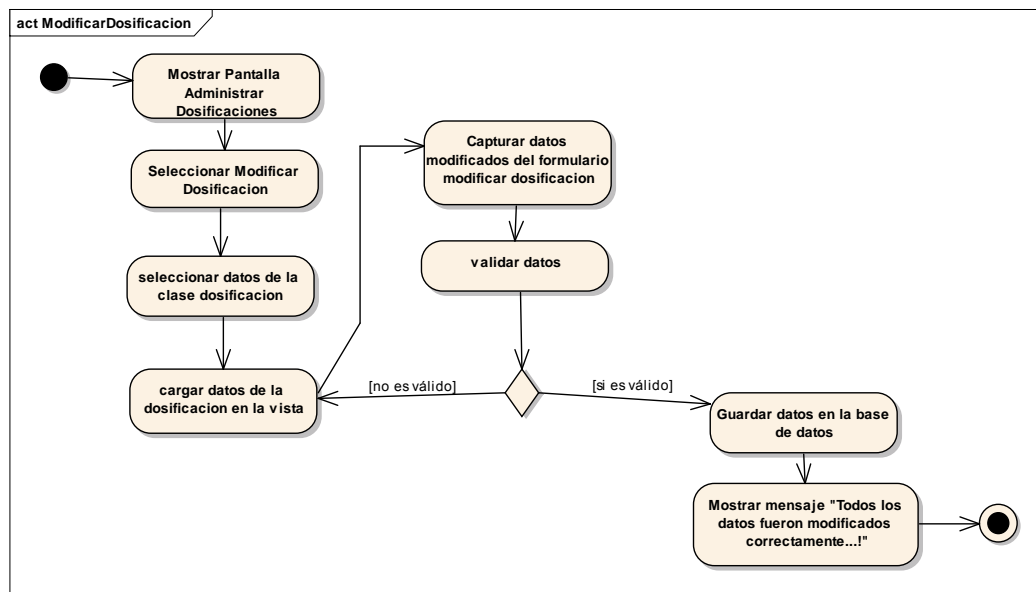 act ModificarDosificacion
Mostrar Pantalla
Administrar
Dosificaciones
Seleccionar Modificar
Dosificacion
seleccionar datos de la
clase dosificacion
cargar datos de la
dosificacion en la vista
Capturar datos
modificados del formulario
modificar dosificacion
validar datos
[no es válido]
[si es válido]
Guardar datos en la base
de datos
Mostrar mensaje "Todos los
datos fueron modificados
correctamente...!"